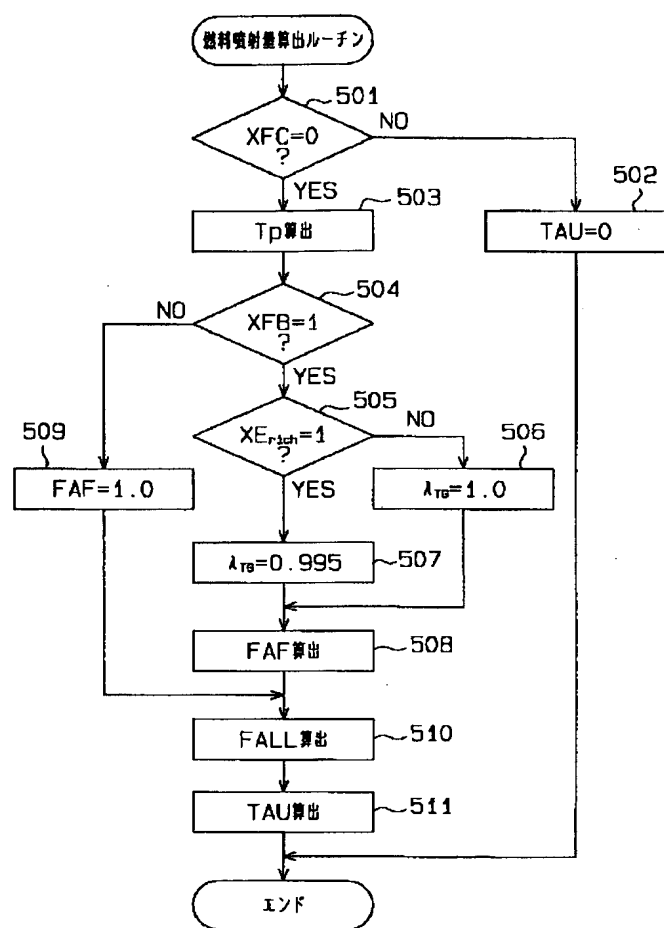 燃料噴射量算出ルーチン
501
XFC=0
?
NO
YES
502
TAU=0
503
Tp算出
504
XFB=1
?
NO
YES
505
XErich=1
?
NO
YES
506
λTG=1.0
509
FAF=1.0
λTG=0.995
507
FAF算出
508
FALL算出
510
TAU算出
511
エンド